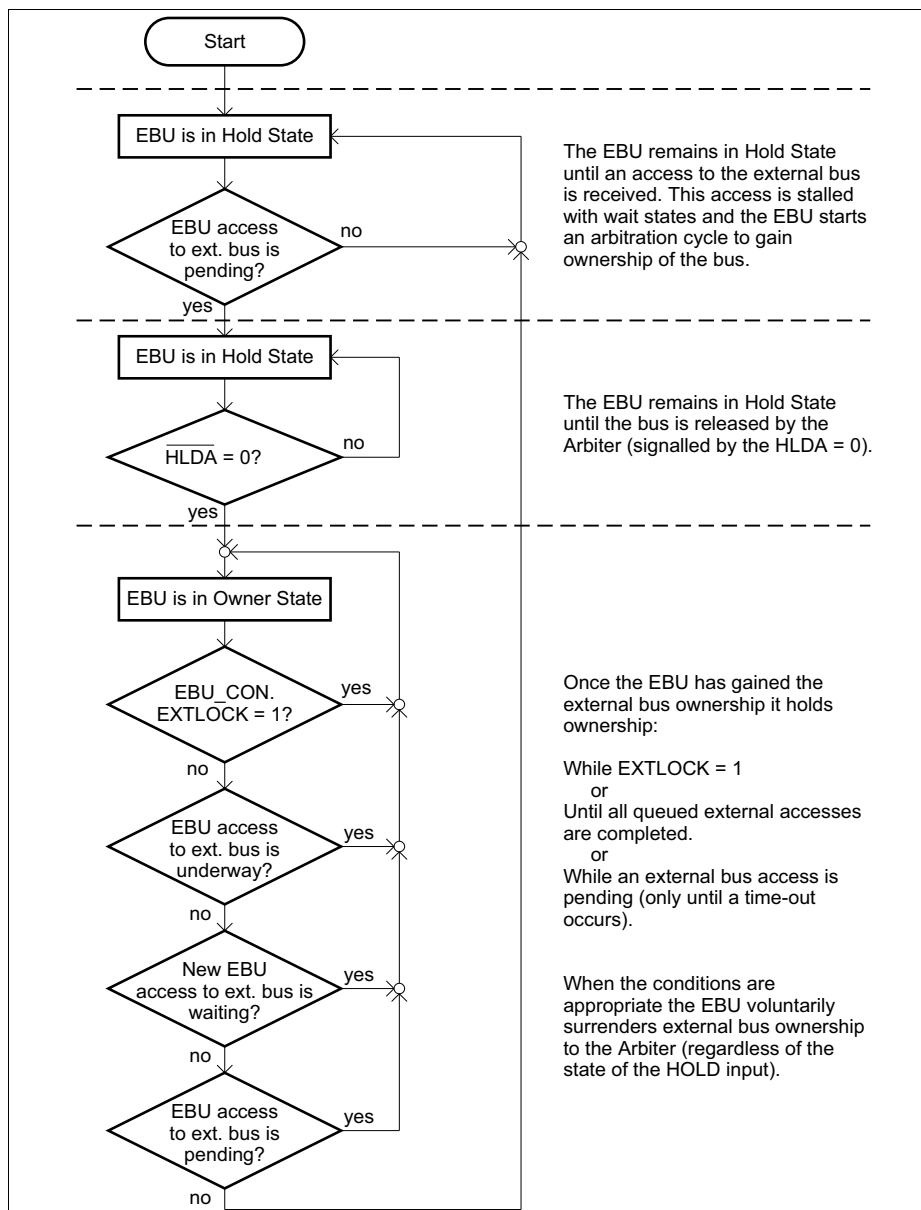 Start
EBU is in Hold State
EBU access
to ext. bus is
pending?
no
yes
The EBU remains in Hold State
until an access to the external bus
is received. This access is stalled
with wait states and the EBU starts
an arbitration cycle to gain
ownership of the bus.
EBU is in Hold State
HLDA = 0?
no
yes
The EBU remains in Hold State
until the bus is released by the
Arbiter (signalled by the HLDA = 0).
EBU is in Owner State
EBU_CON.
EXTLOCK = 1?
yes
no
EBU access
to ext. bus is
underway?
yes
no
New EBU
access to ext. bus is
waiting?
yes
no
EBU access
to ext. bus is
pending?
yes
no
Once the EBU has gained the
external bus ownership it holds
ownership:
While EXTLOCK = 1
or
Until all queued external accesses
are completed.
or
While an external bus access is
pending (only until a time-out
occurs).
When the conditions are
appropriate the EBU voluntarily
surrenders external bus ownership
to the Arbiter (regardless of the
state of the HOLD input).